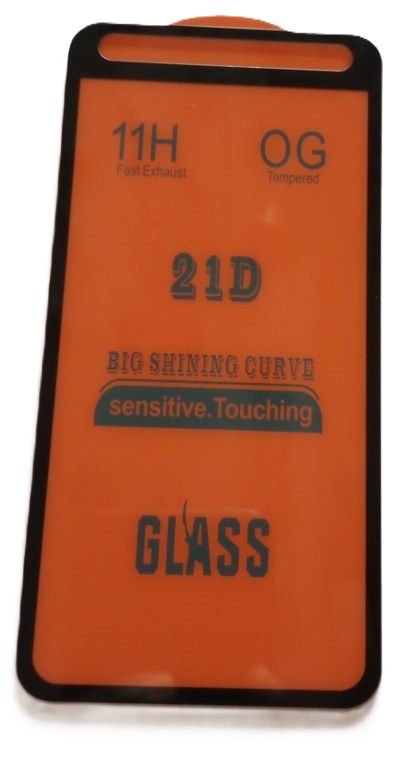 11H OG
Fast Exhaust Tempered
21D
BIG SHINING CURVE
sensitive.Touching
GLASS